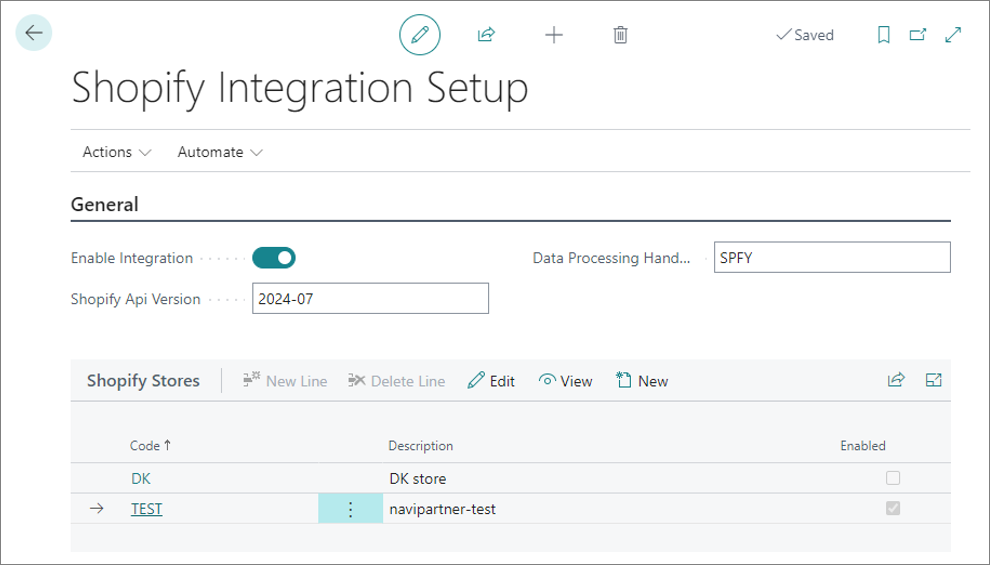 Saved
Shopify Integration Setup
Actions Automate
General
Enable Integration Data Processing Hand... SPFY
Shopify Api Version 2024-07
Shopify Stores New Line Delete Line Edit View New
Code ↑ Description Enabled
DK DK store
TEST navipartner-test